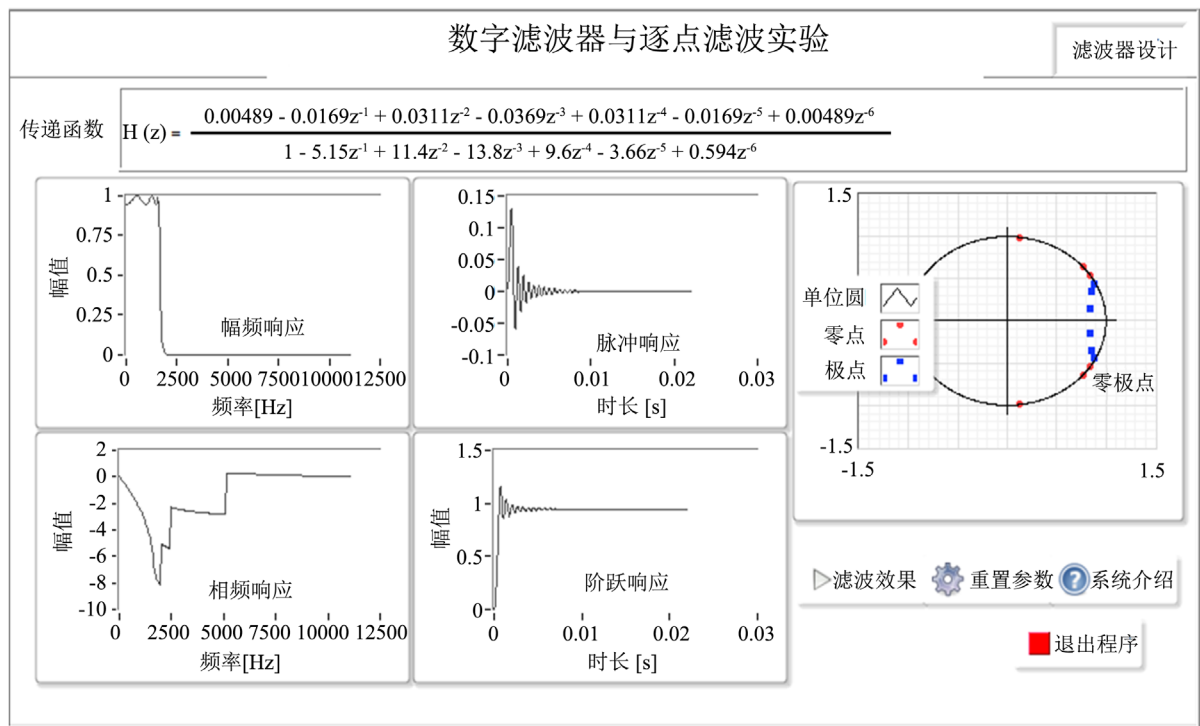 数字滤波器与逐点滤波实验
滤波器设计
传递函数
H (z) =
0.00489 - 0.0169z-1 + 0.0311z-2 - 0.0369z-3 + 0.0311z-4 - 0.0169z-5 + 0.00489z-6
1 - 5.15z-1 + 11.4z-2 - 13.8z-3 + 9.6z-4 - 3.66z-5 + 0.594z-6
1
0.75
0.5
0.25
0
幅值
幅频响应
0 2500 5000 7500 10000 12500
频率[Hz]
0.15
0.1
0.05
0
-0.05
-0.1
幅值
脉冲响应
0 0.01 0.02 0.03
时长 [s]
1.5
单位圆
零点
极点
零极点
-1.5
-1.5 1.5
2
0
-2
-4
-6
-8
-10
幅值
相频响应
0 2500 5000 7500 10000 12500
频率[Hz]
1.5
1
0.5
0
幅值
阶跃响应
0 0.01 0.02 0.03
时长 [s]
滤波效果
重置参数
?
系统介绍
退出程序